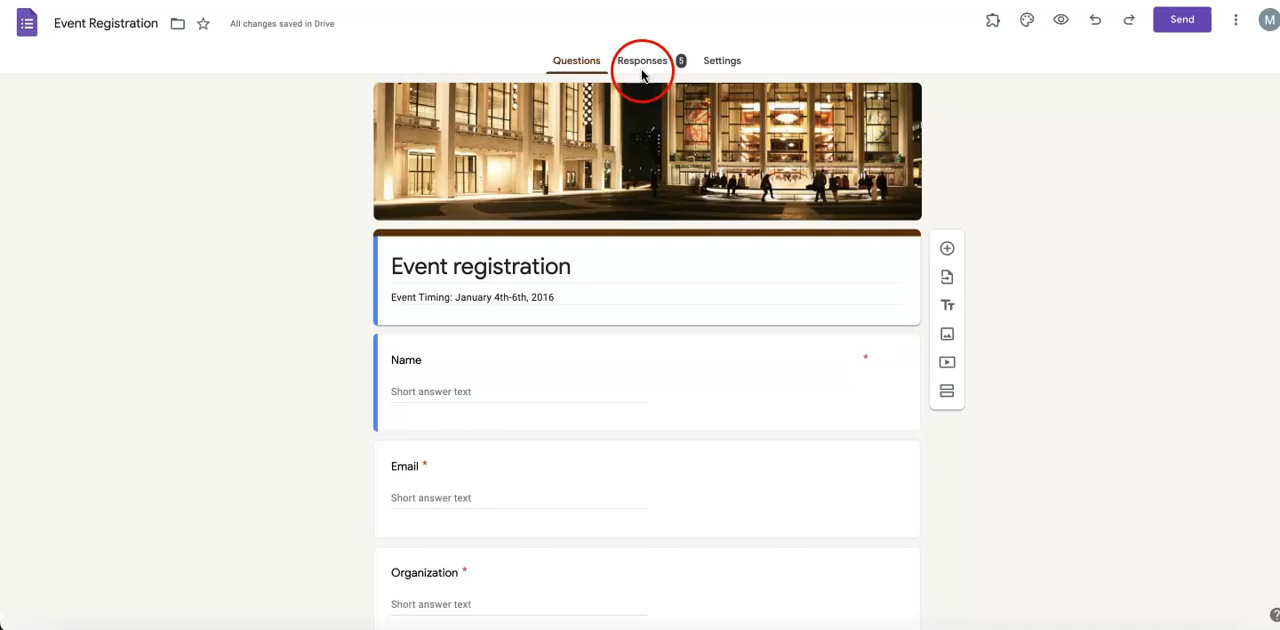 Event Registration All changes saved in Drive Send M
Questions Responses 5 Settings
Event registration
Event Timing: January 4th-6th, 2016
Name *
Short answer text
Email *
Short answer text
Organization *
Short answer text
?